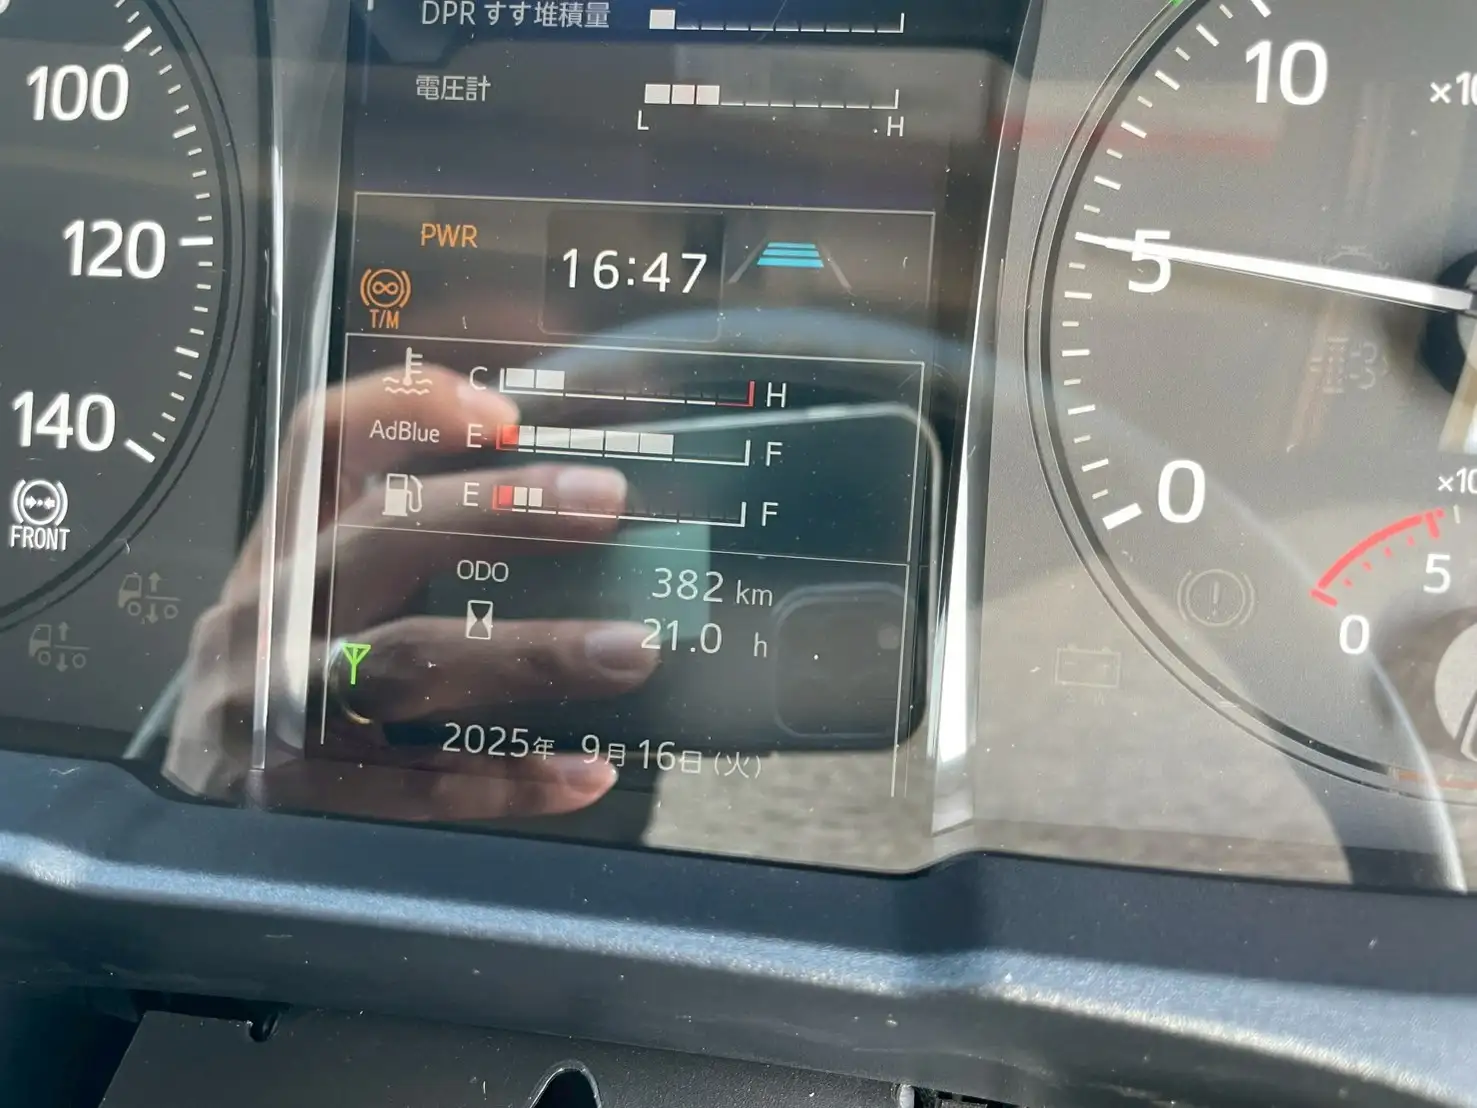 DPR すす堆積量
電圧計
L H
PWR 16:47
T/M
C H
AdBlue E F
E F
ODO 382 km
21.0 h
2025年 9月 16日 (火)
100
120
140
FRONT
10
5
0
5
0